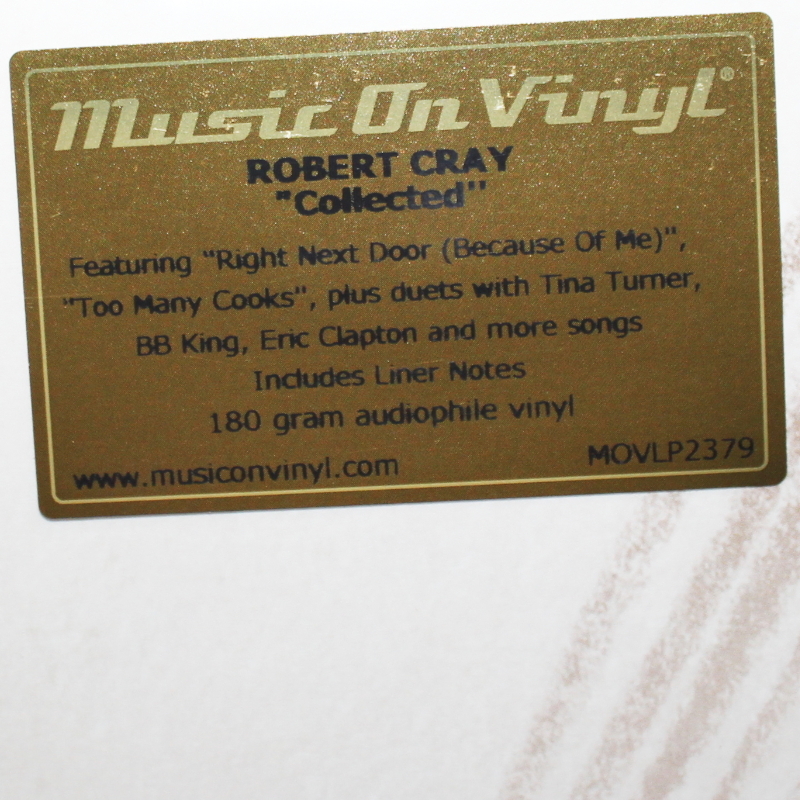 Music On Vinyl®
ROBERT CRAY
"Collected"
Featuring "Right Next Door (Because Of Me)",
"Too Many Cooks", plus duets with Tina Turner,
BB King, Eric Clapton and more songs
Includes Liner Notes
180 gram audiophile vinyl
www.musiconvinyl.com MOVLP2379